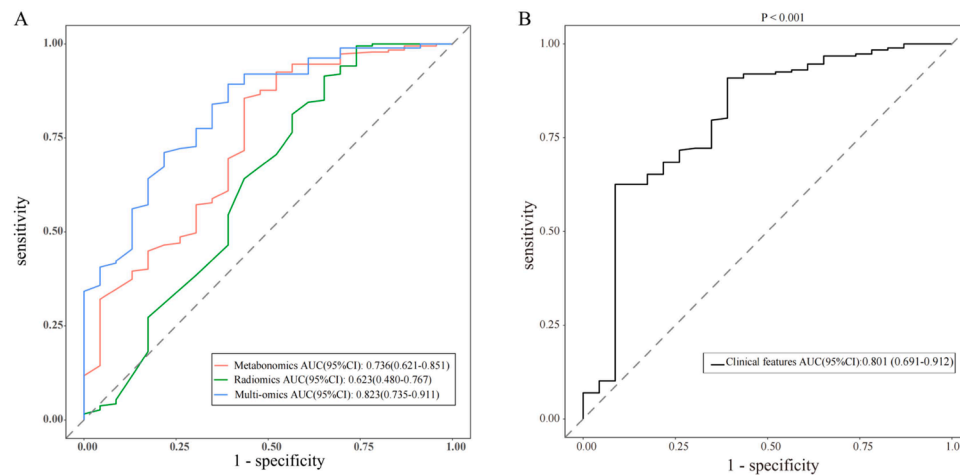 A
1.00
0.75
0.50
0.25
0.00
sensitivity
Metabonomics AUC(95%CI): 0.736(0.621-0.851)
Radiomics AUC(95%CI): 0.623(0.480-0.767)
Multi-omics AUC(95%CI): 0.823(0.735-0.911)
0.00 0.25 0.50 0.75 1.00
1 - specificity
B
P < 0.001
1.00
0.75
0.50
0.25
0.00
sensitivity
Clinical features AUC(95%CI):0.801 (0.691-0.912)
0.00 0.25 0.50 0.75 1.0
1 - specificity